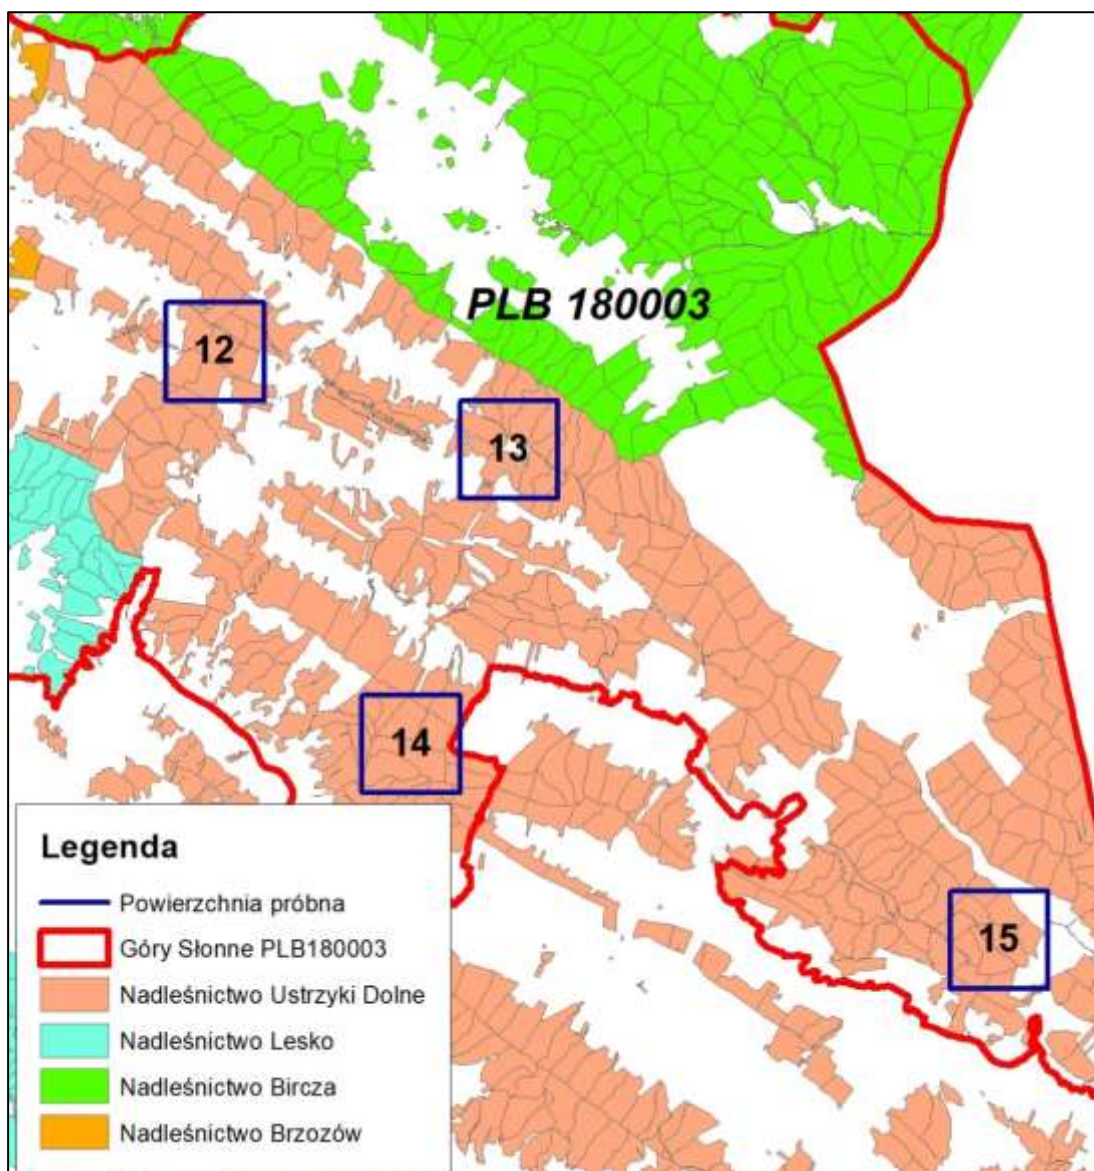 PLB 180003
12
13
14
15
Legenda
Powierzchnia próbna
Góry Słonne PLB180003
Nadleśnictwo Ustrzyki Dolne
Nadleśnictwo Lesko
Nadleśnictwo Bircza
Nadleśnictwo Brzozów